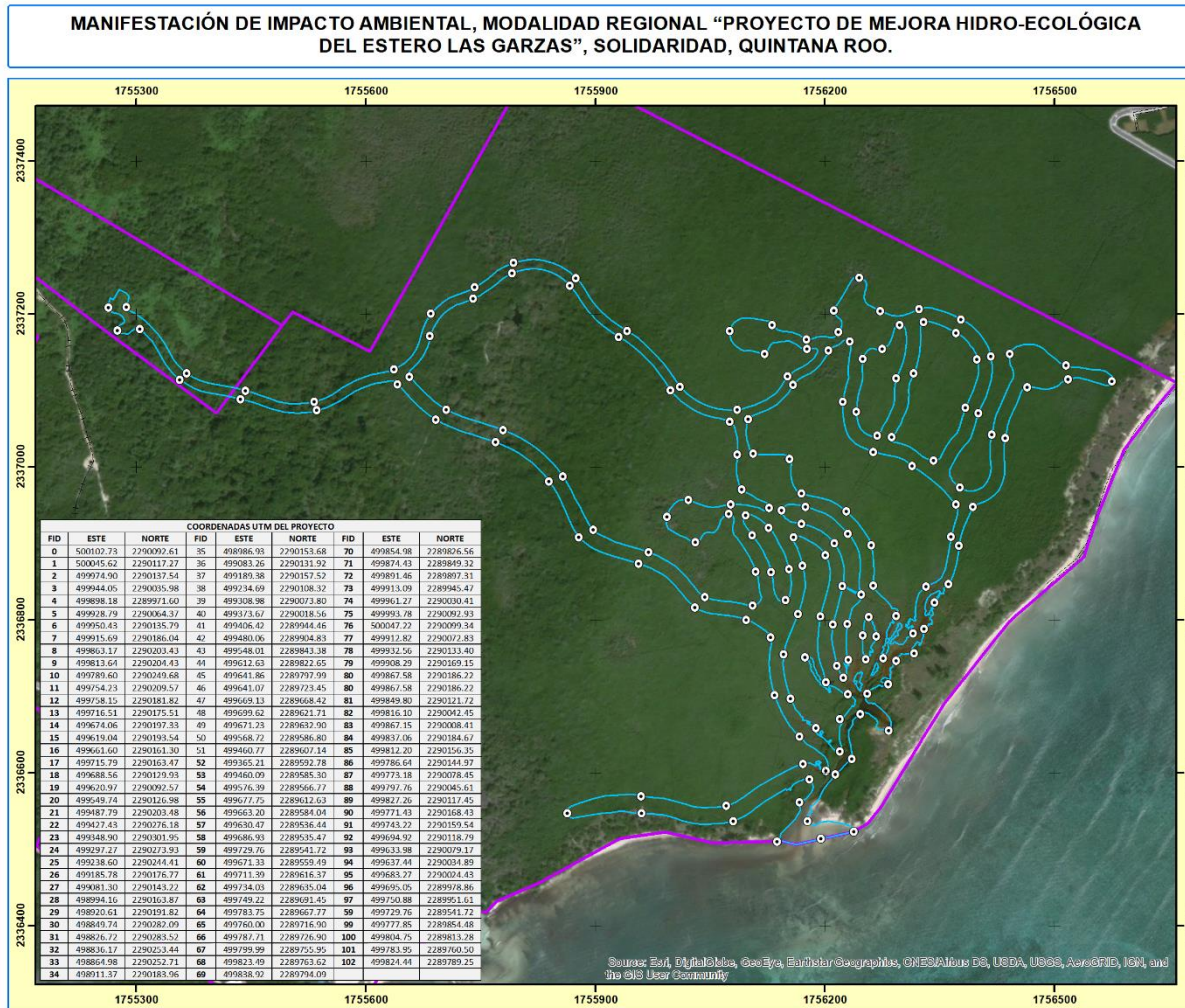 MANIFESTACIÓN DE IMPACTO AMBIENTAL, MODALIDAD REGIONAL “PROYECTO DE MEJORA HIDRO-ECOLÓGICA
DEL ESTERO LAS GARZAS”, SOLIDARIDAD, QUINTANA ROO.
1755300 1755600 1755900 1756200 1756500
2337400
2337200
2337000
2336800
2336600
2336400
2337400
2337200
2337000
2336800
2336600
2336400
COORDENADAS UTM DEL PROYECTO
FID ESTE NORTE FID ESTE NORTE FID ESTE NORTE
0 500102.73 2290092.61 35 498986.93 2290153.68 70 499854.98 2289826.56
1 500045.62 2290117.27 36 499083.26 2290131.92 71 499874.43 2289849.32
2 499974.90 2290137.54 37 499189.38 2290157.52 72 499891.46 2289897.31
3 499944.05 2290035.98 38 499234.69 2290108.32 73 499913.09 2289945.47
4 499898.18 2289971.60 39 499308.98 2290073.80 74 499961.27 2290030.41
5 499928.79 2290064.37 40 499373.67 2290018.56 75 499993.78 2290092.93
6 499950.43 2290135.79 41 499406.42 2289944.46 76 500047.22 2290099.34
7 499915.69 2290186.04 42 499480.06 2289904.83 77 499912.82 2290072.83
8 499863.17 2290203.43 43 499548.01 2289843.38 78 499932.56 2290133.40
9 499813.64 2290204.43 44 499612.63 2289822.65 79 499908.29 2290169.15
10 499789.60 2290249.68 45 499641.86 2289797.99 80 499867.58 2290186.22
11 499754.23 2290209.57 46 499641.07 2289723.45 80 499867.58 2290186.22
12 499758.15 2290181.82 47 499669.13 2289668.42 81 499849.80 2290121.72
13 499716.51 2290175.51 48 499699.62 2289621.71 82 499816.10 2290042.45
14 499674.06 2290197.33 49 499671.23 2289632.90 83 499867.15 2290008.41
15 499619.04 2290193.54 50 499568.72 2289586.80 84 499837.06 2290184.67
16 499661.60 2290161.30 51 499460.77 2289607.14 85 499812.20 2290156.35
17 499715.79 2290163.47 52 499365.21 2289592.78 86 499786.64 2290144.97
18 499688.56 2290129.93 53 499460.09 2289585.30 87 499773.18 2290078.45
19 499620.97 2290092.57 54 499576.39 2289566.77 88 499797.76 2290045.61
20 499549.74 2290126.98 55 499677.75 2289612.63 89 499827.26 2290117.45
21 499487.79 2290203.48 56 499663.20 2289584.04 90 499771.43 2290168.43
22 499427.43 2290276.18 57 499630.47 2289536.44 91 499743.22 2290159.54
23 499348.90 2290301.95 58 499686.93 2289535.47 92 499694.92 2290118.79
24 499297.27 2290273.93 59 499729.76 2289541.72 93 499633.98 2290079.17
25 499238.60 2290244.41 60 499671.33 2289559.49 94 499637.44 2290034.89
26 499185.78 2290176.77 61 499711.39 2289616.37 95 499683.27 2290024.43
27 499081.30 2290143.22 62 499734.03 2289635.04 96 499695.05 2289978.86
28 498994.16 2290163.87 63 499749.22 2289691.45 97 499750.88 2289951.61
29 498920.61 2290191.82 64 499783.75 2289667.77 59 499729.76 2289541.72
30 498849.74 2290282.09 65 499760.00 2289716.90 99 499777.85 2289854.48
31 498826.72 2290283.52 66 499787.71 2289726.90 100 499804.75 2289813.28
32 498836.17 2290253.44 67 499799.99 2289755.95 101 499783.95 2289760.50
33 498864.98 2290252.71 68 499823.49 2289763.62 102 499824.44 2289789.25
34 498911.37 2290183.96 69 499838.92 2289794.09
Source: Esri, DigitalGlobe, GeoEye, Earthstar Geographics, CNES/Airbus DS, USDA, USGS, AeroGRID, IGN, and
the GIS User Community
1755300 1755600 1755900 1756200 1756500